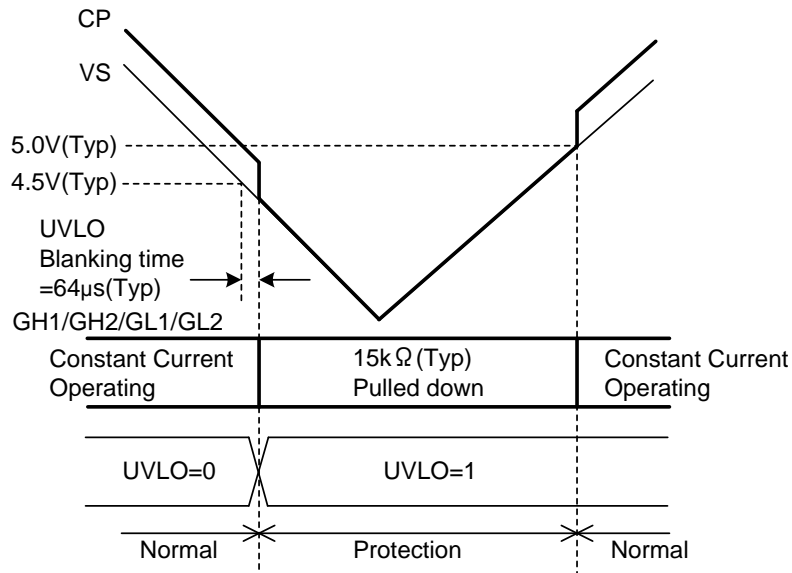 CP
VS
5.0V(Typ)
4.5V(Typ)
UVLO
Blanking time
=64μs(Typ)
GH1/GH2/GL1/GL2
Constant Current
Operating
15kΩ(Typ)
Pulled down
Constant Current
Operating
UVLO=0
UVLO=1
Normal
Protection
Normal